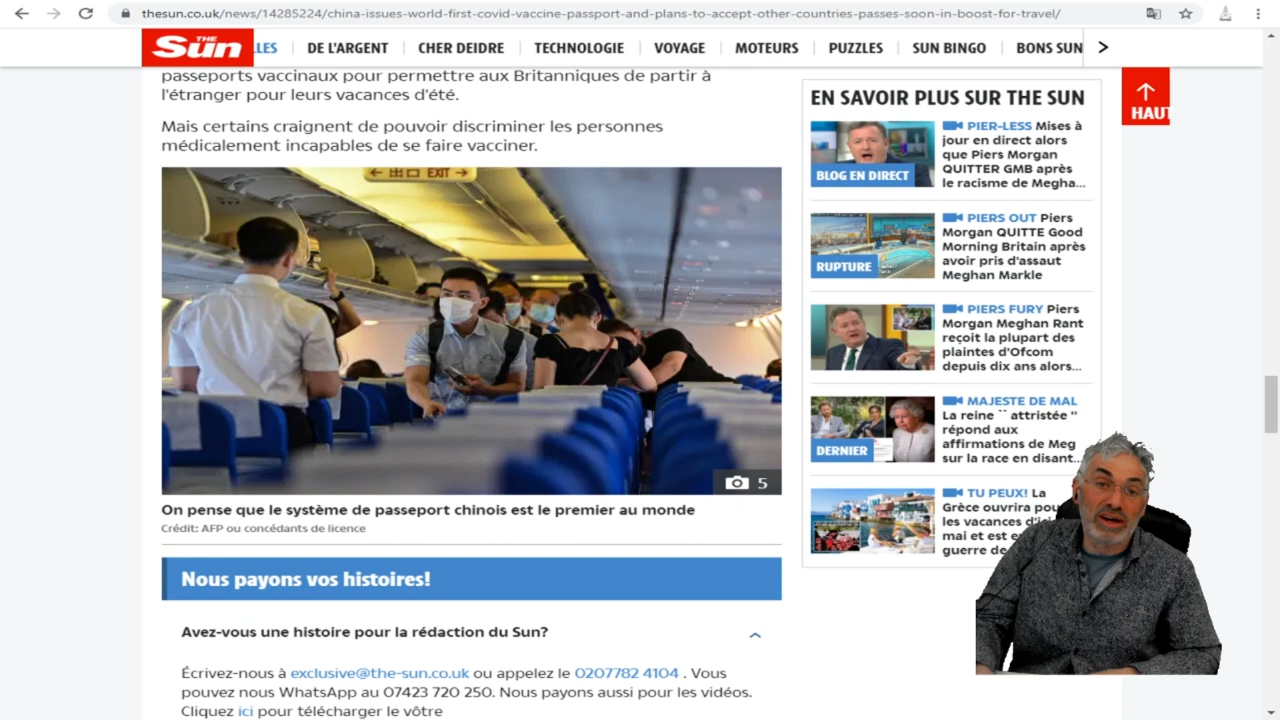 thesun.co.uk/news/14285224/china-issues-world-first-covid-vaccine-passport-and-plans-to-accept-other-countries-passes-soon-in-boost-for-travel/
THE Sun
LES
DE L'ARGENT
CHER DEIDRE
TECHNOLOGIE
VOYAGE
MOTEURS
PUZZLES
SUN BINGO
BONS SUN
HAUT
passeports vaccinaux pour permettre aux Britanniques de partir à
l'étranger pour leurs vacances d'été.
Mais certains craignent de pouvoir discriminer les personnes
médicalement incapables de se faire vacciner.
← 出口 EXIT →
5
On pense que le système de passeport chinois est le premier au monde
Crédit: AFP ou concédants de licence
Nous payons vos histoires!
Avez-vous une histoire pour la rédaction du Sun?
Écrivez-nous à exclusive@the-sun.co.uk ou appelez le 0207782 4104 . Vous
pouvez nous WhatsApp au 07423 720 250. Nous payons aussi pour les vidéos.
Cliquez ici pour télécharger le vôtre
EN SAVOIR PLUS SUR THE SUN
BLOG EN DIRECT
PIER-LESS Mises à
jour en direct alors
que Piers Morgan
QUITTER GMB après
le racisme de Megha...
RUPTURE
PIERS OUT Piers
Morgan QUITTE Good
Morning Britain après
avoir pris d'assaut
Meghan Markle
PIERS FURY Piers
Morgan Meghan Rant
reçoit la plupart des
plaintes d'Ofcom
depuis dix ans alors...
DERNIER
MAJESTE DE MAL
La reine `` attristée ''
répond aux
affirmations de Meg
sur la race en disant...
TU PEUX! La
Grèce ouvrira pou
les vacances d'
mai et est e
guerre de